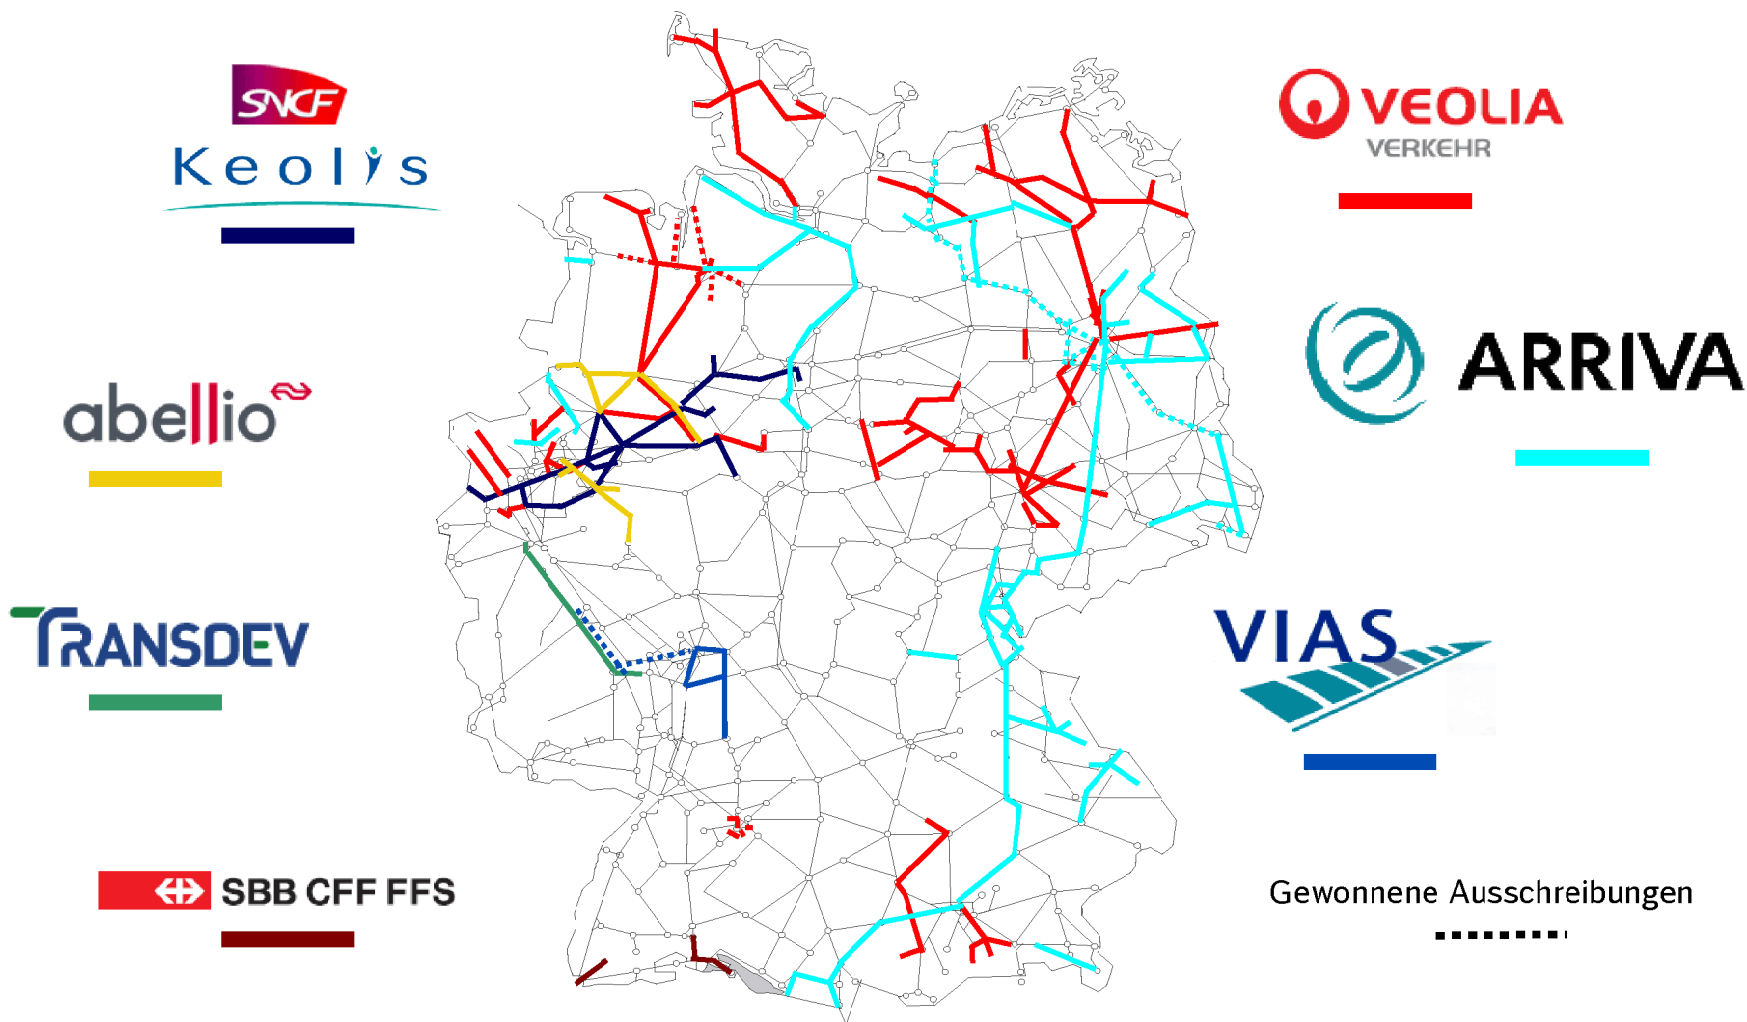 SNCF
Keolis
abellio
TRANSDEV
SBB CFF FFS
VEOLIA
VERKEHR
ARRIVA
VIAS
Gewonnene Ausschreibungen